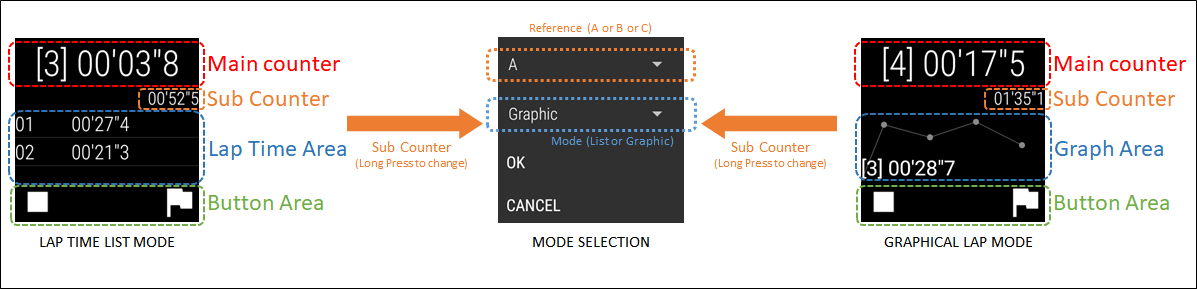 [3] 00'03"8
Main counter
00'52"5
Sub Counter
01 00'27"4
02 00'21"3
Lap Time Area
Button Area
LAP TIME LIST MODE
Sub Counter
(Long Press to change)
Reference (A or B or C)
A
Graphic
Mode (List or Graphic)
OK
CANCEL
MODE SELECTION
Sub Counter
(Long Press to change)
[4] 00'17"5
Main counter
01'35"1
Sub Counter
Graph Area
[3] 00'28"7
Button Area
GRAPHICAL LAP MODE